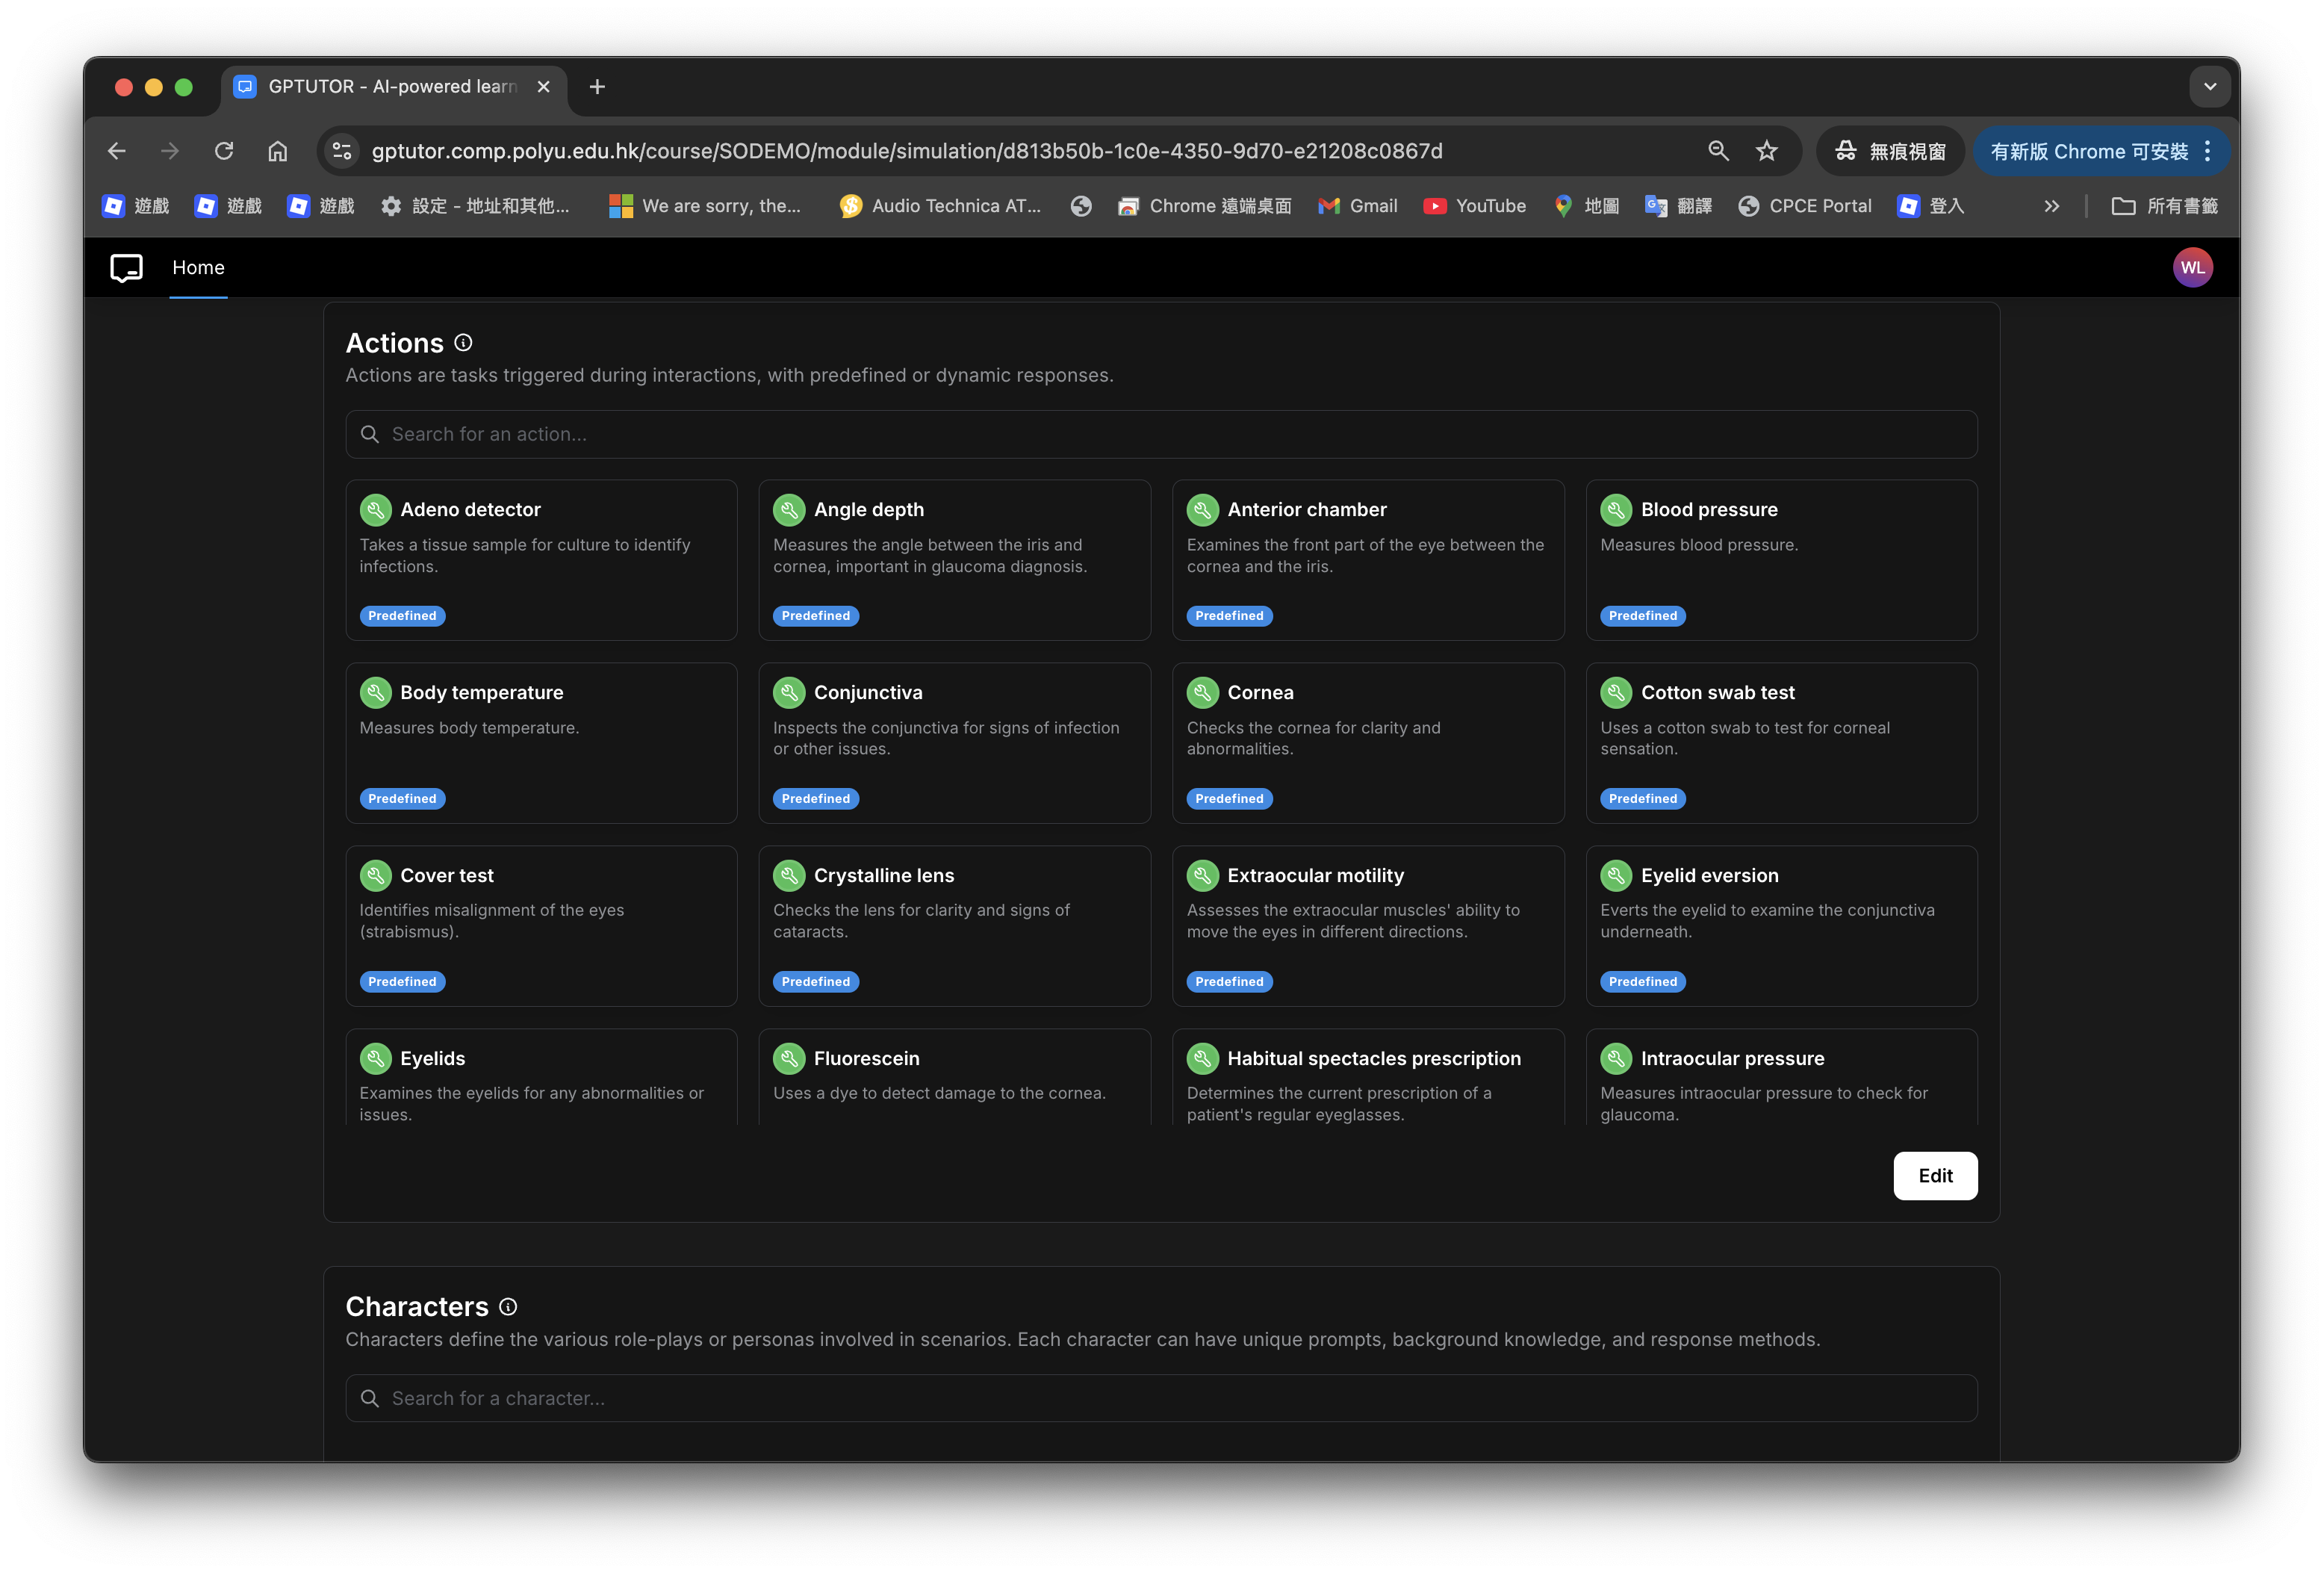 GPTUTOR - AI-powered learn
gptutor.comp.polyu.edu.hk/course/SODEMO/module/simulation/d813b50b-1c0e-4350-9d70-e21208c0867d
無痕視窗
有新版 Chrome 可安裝
遊戲
遊戲
遊戲
設定 - 地址和其他...
We are sorry, the...
Audio Technica AT...
Chrome 遠端桌面
Gmail
YouTube
地圖
翻譯
CPCE Portal
登入
所有書籤
Home
WL
Actions
Actions are tasks triggered during interactions, with predefined or dynamic responses.
Search for an action...
Adeno detector
Takes a tissue sample for culture to identify
infections.
Predefined
Angle depth
Measures the angle between the iris and
cornea, important in glaucoma diagnosis.
Predefined
Anterior chamber
Examines the front part of the eye between the
cornea and the iris.
Predefined
Blood pressure
Measures blood pressure.
Predefined
Body temperature
Measures body temperature.
Predefined
Conjunctiva
Inspects the conjunctiva for signs of infection
or other issues.
Predefined
Cornea
Checks the cornea for clarity and
abnormalities.
Predefined
Cotton swab test
Uses a cotton swab to test for corneal
sensation.
Predefined
Cover test
Identifies misalignment of the eyes
(strabismus).
Predefined
Crystalline lens
Checks the lens for clarity and signs of
cataracts.
Predefined
Extraocular motility
Assesses the extraocular muscles' ability to
move the eyes in different directions.
Predefined
Eyelid eversion
Everts the eyelid to examine the conjunctiva
underneath.
Predefined
Eyelids
Examines the eyelids for any abnormalities or
issues.
Fluorescein
Uses a dye to detect damage to the cornea.
Habitual spectacles prescription
Determines the current prescription of a
patient's regular eyeglasses.
Intraocular pressure
Measures intraocular pressure to check for
glaucoma.
Edit
Characters
Characters define the various role-plays or personas involved in scenarios. Each character can have unique prompts, background knowledge, and response methods.
Search for a character...